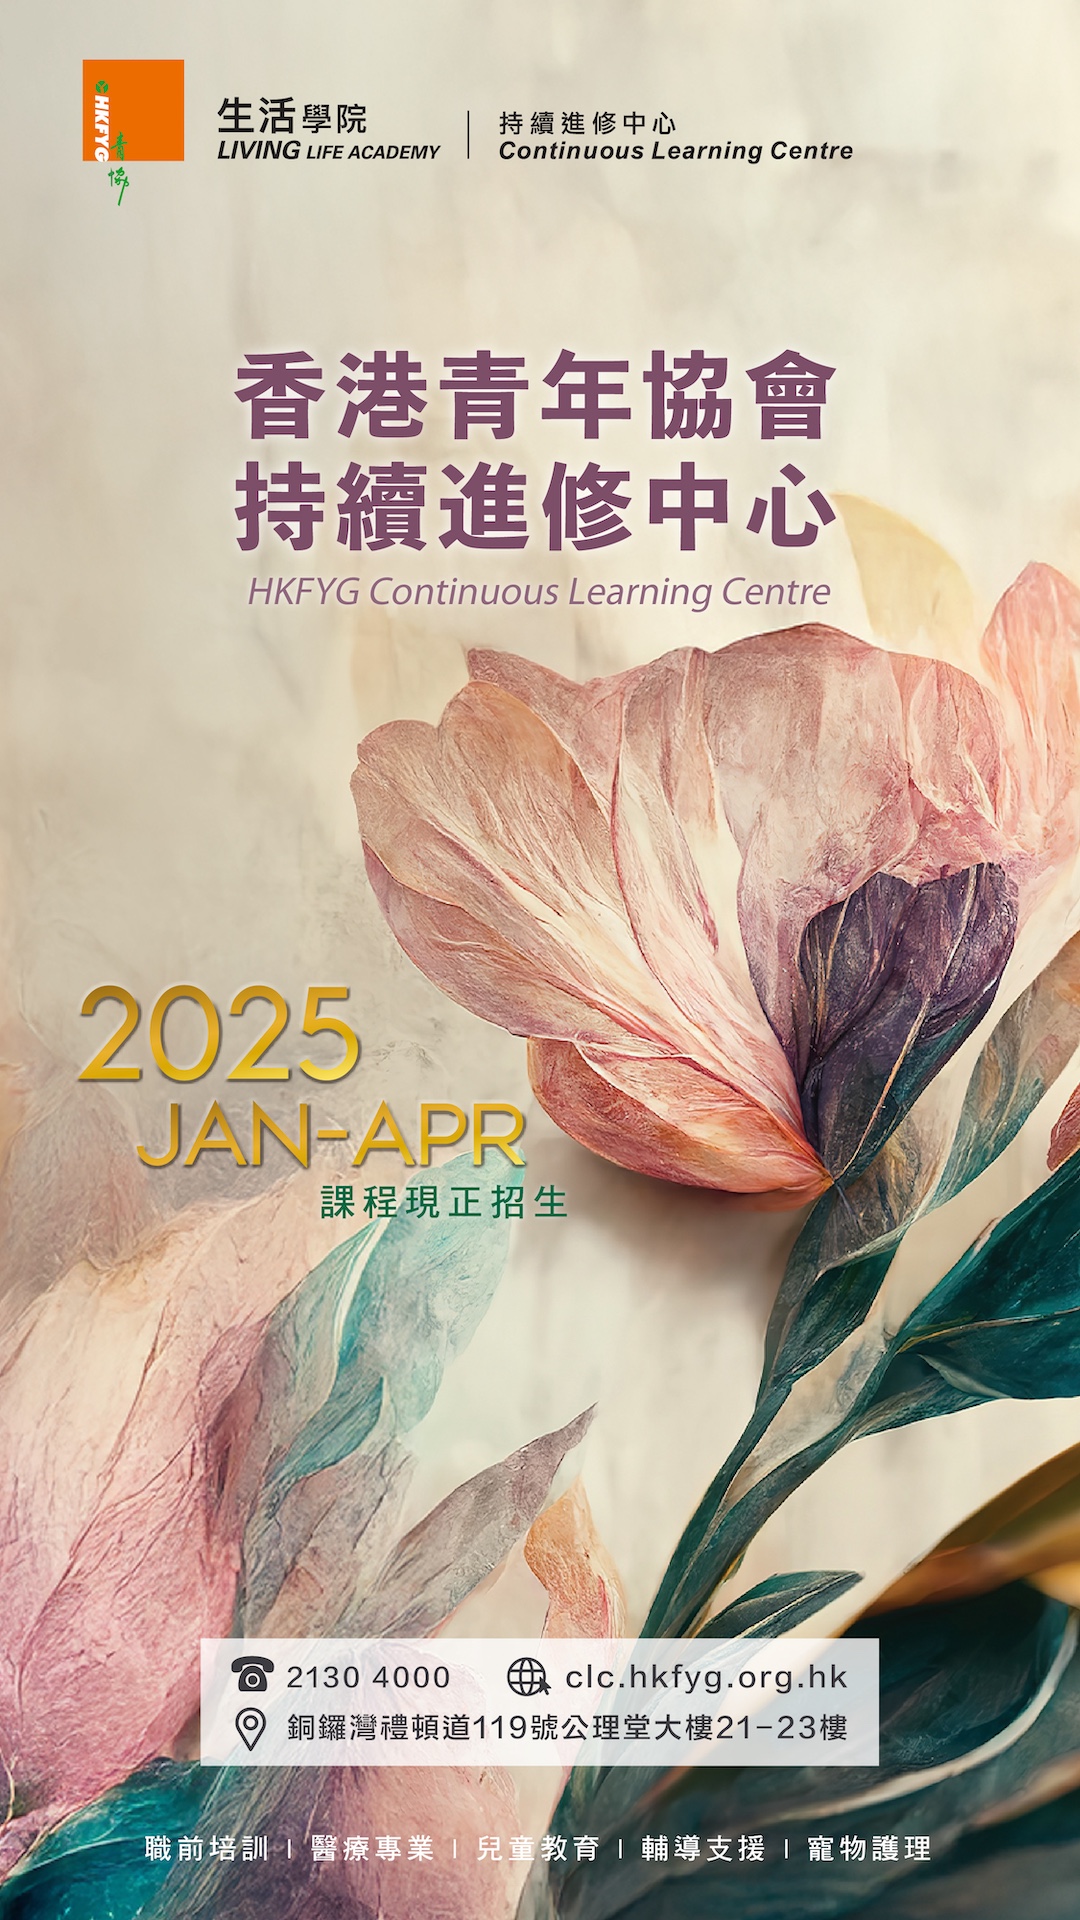 HKFYG
青協
生活學院
LIVING LIFE ACADEMY
持續進修中心
Continuous Learning Centre
香港青年協會
持續進修中心
HKFYG Continuous Learning Centre
2025
JAN-APR
課程現正招生
2130 4000
clc.hkfyg.org.hk
銅鑼灣禮頓道119號公理堂大樓21-23樓
職前培訓 | 醫療專業 | 兒童教育 | 輔導支援 | 寵物護理